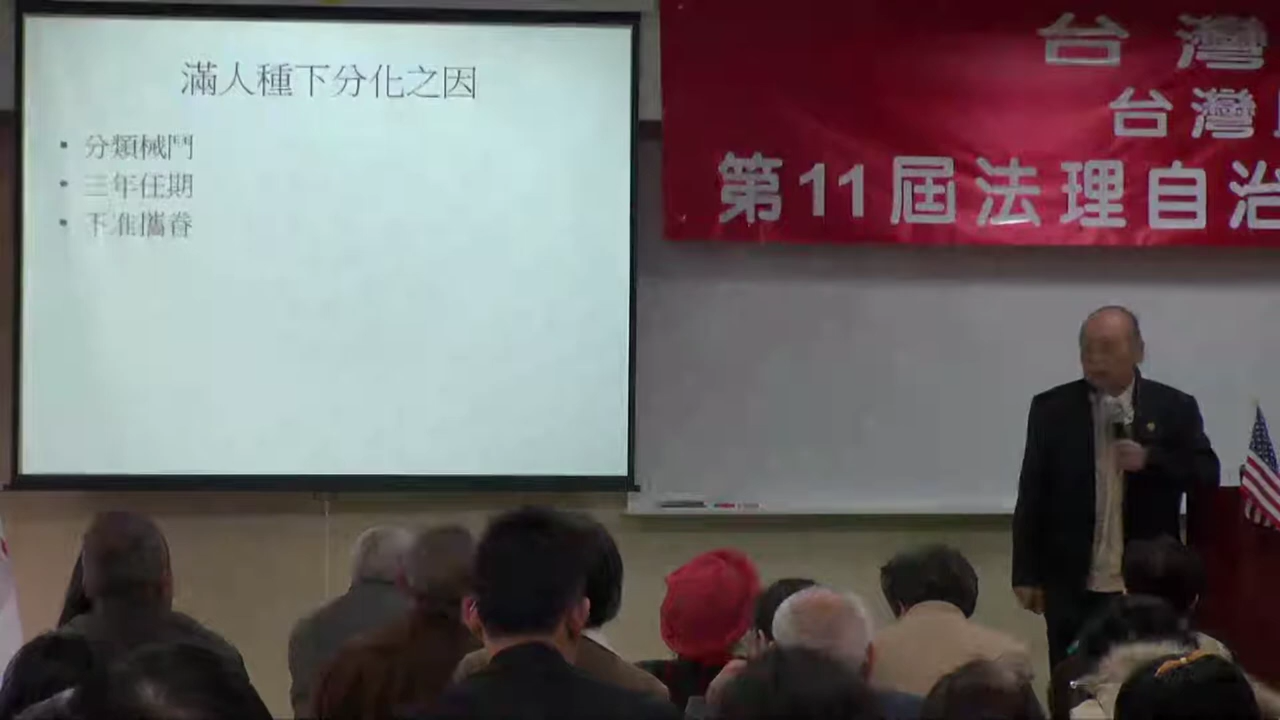 滿人種下分化之因
分類械鬥
三年任期
不准攜眷
台灣
台灣
第11屆法理自治